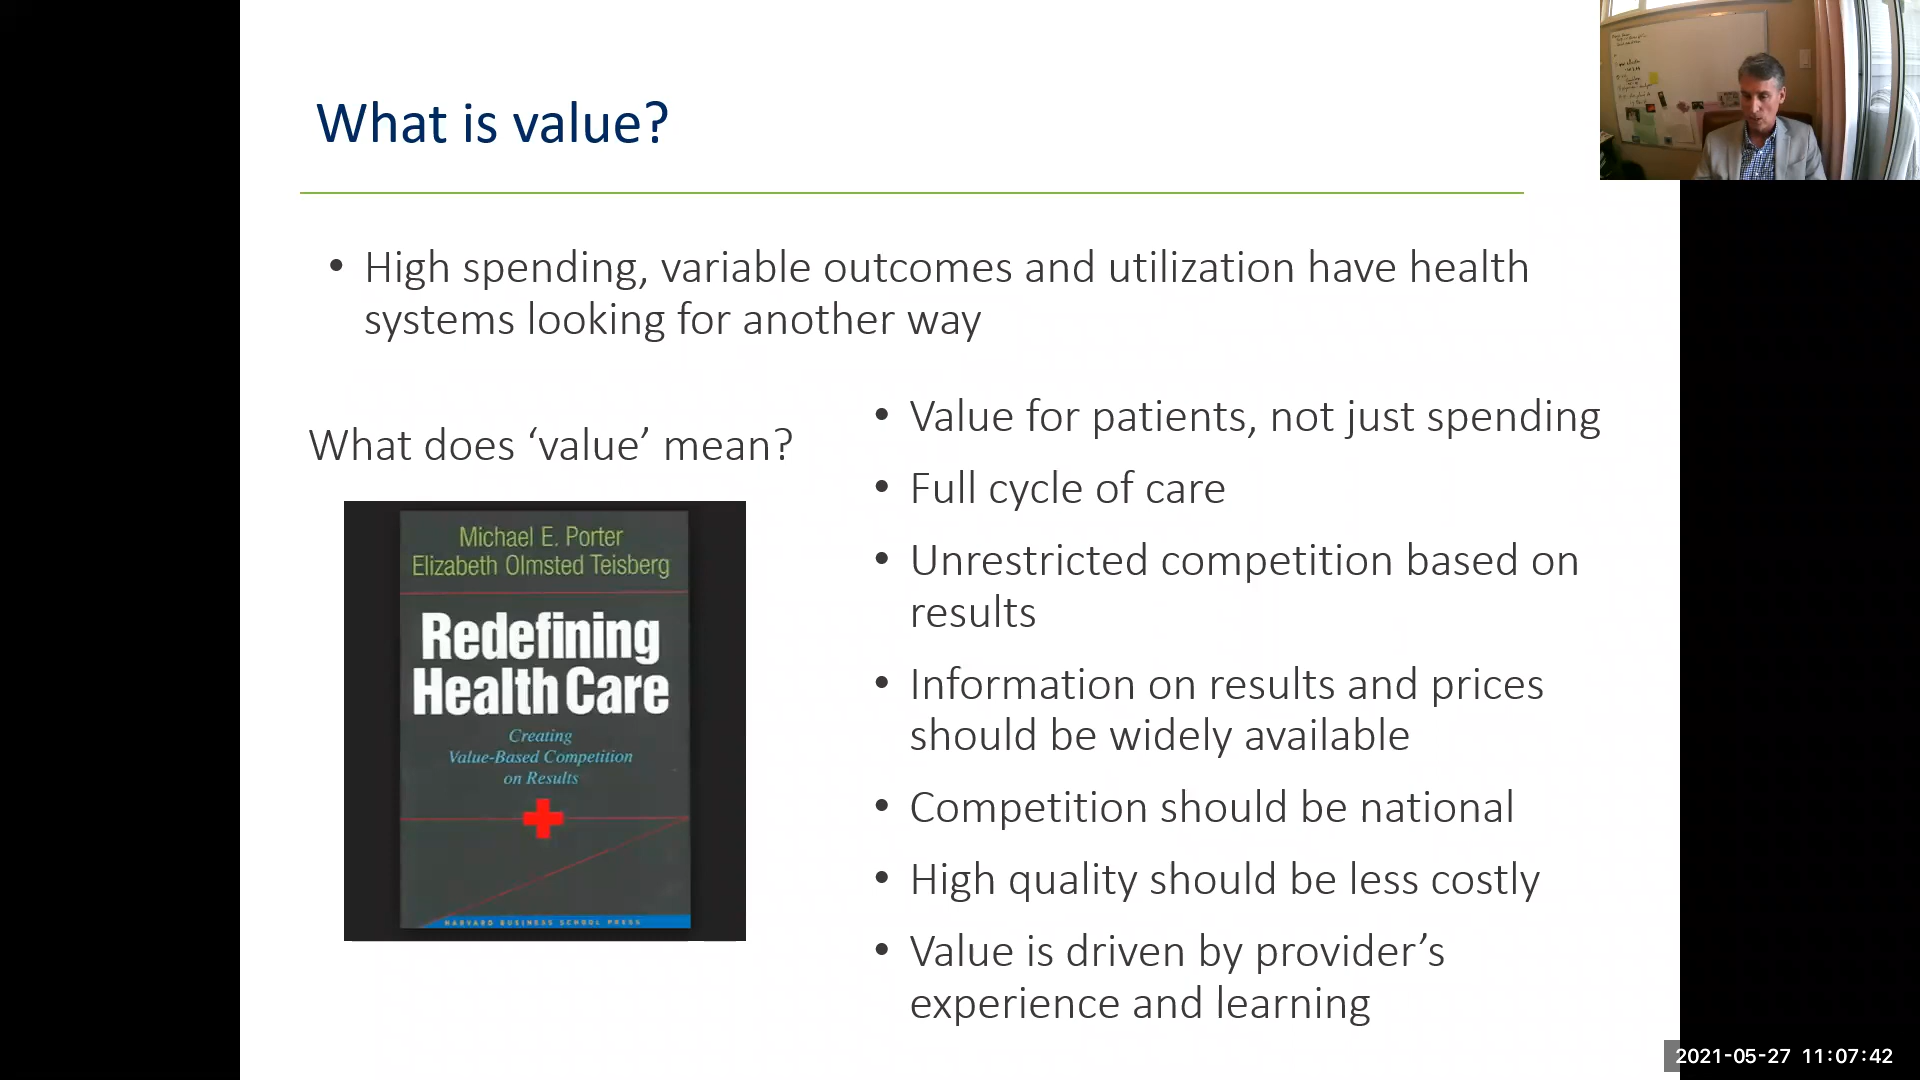 What is value?
• High spending, variable outcomes and utilization have health
systems looking for another way
What does ‘value’ mean?
Michael E. Porter
Elizabeth Olmsted Teisberg
Redefining
Health Care
Creating
Value-Based Competition
on Results
HARVARD BUSINESS SCHOOL PRESS
• Value for patients, not just spending
• Full cycle of care
• Unrestricted competition based on
results
• Information on results and prices
should be widely available
• Competition should be national
• High quality should be less costly
• Value is driven by provider’s
experience and learning
2021-05-27 11:07:42